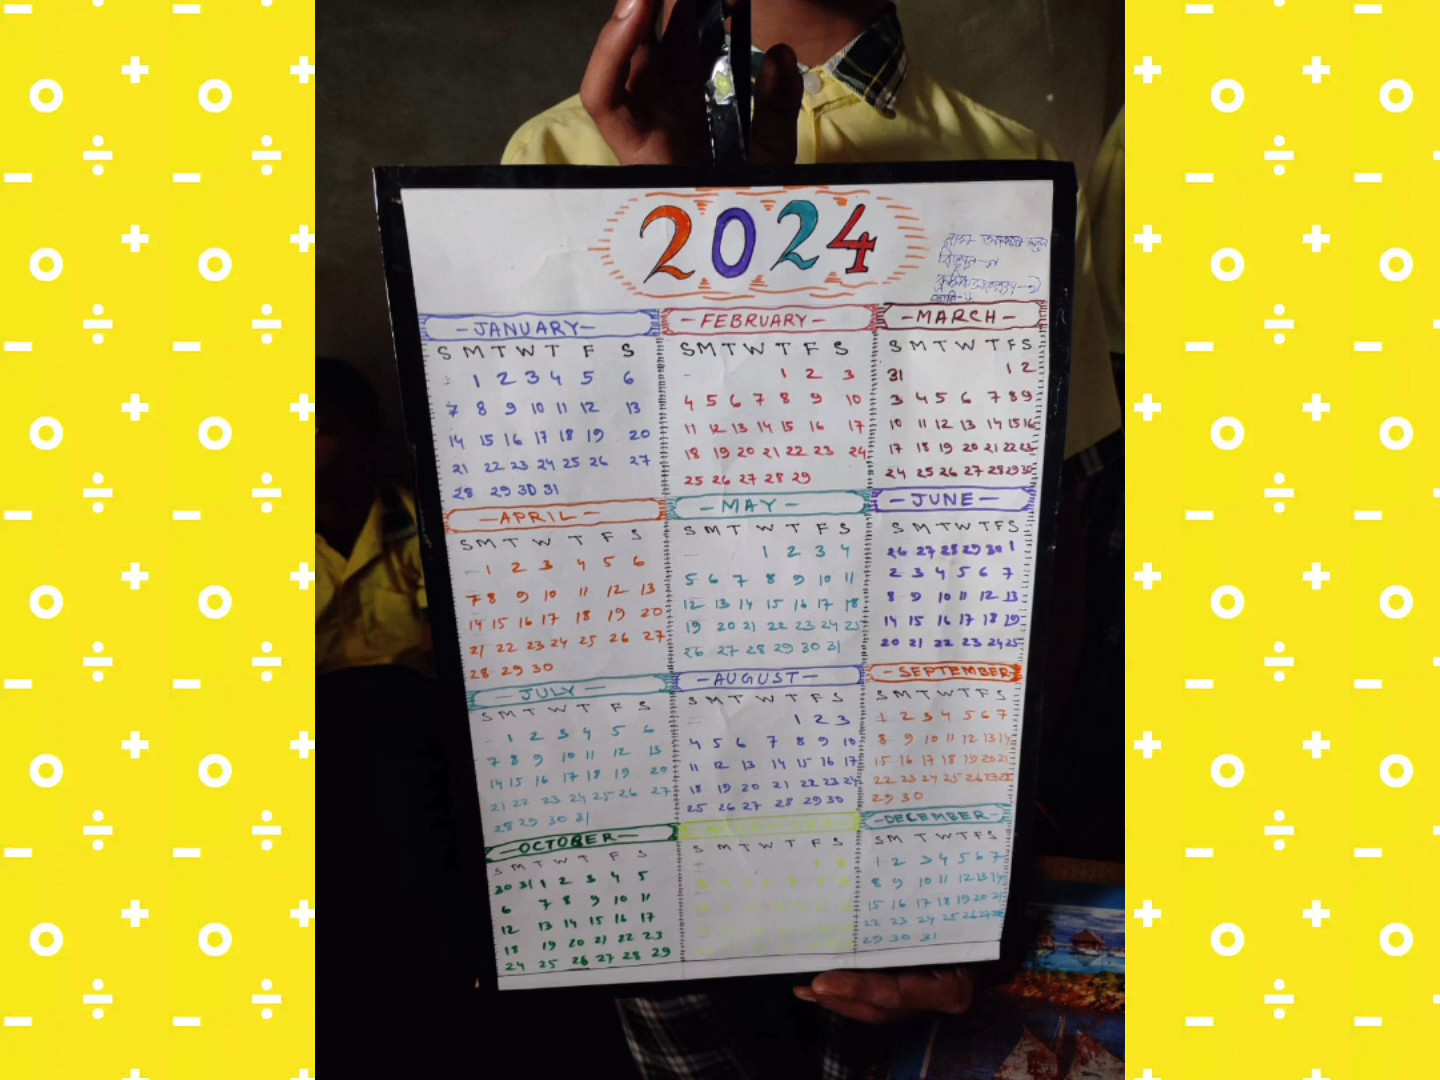 2024
নাম
বিভাগ-গ
-JANUARY-
S M T W T F S
1 2 3 4 5 6
7 8 9 10 11 12 13
14 15 16 17 18 19 20
21 22 23 24 25 26 27
28 29 30 31
-FEBRUARY-
S M T W T F S
1 2 3
4 5 6 7 8 9 10
11 12 13 14 15 16 17
18 19 20 21 22 23 24
25 26 27 28 29
-MARCH-
S M T W T F S
31 1 2
3 4 5 6 7 8 9
10 11 12 13 14 15 16
17 18 19 20 21 22 23
24 25 26 27 28 29 30
-APRIL-
S M T W T F S
1 2 3 4 5 6
7 8 9 10 11 12 13
14 15 16 17 18 19 20
21 22 23 24 25 26 27
28 29 30
-MAY-
S M T W T F S
1 2 3 4
5 6 7 8 9 10 11
12 13 14 15 16 17 18
19 20 21 22 23 24 25
26 27 28 29 30 31
-JUNE-
S M T W T F S
26 27 28 29 30 1
2 3 4 5 6 7
8 9 10 11 12 13
14 15 16 17 18 19
20 21 22 23 24 25
-JULY-
S M T W T F S
1 2 3 4 5 6
7 8 9 10 11 12 13
14 15 16 17 18 19 20
21 22 23 24 25 26 27
28 29 30 31
-AUGUST-
S M T W T F S
1 2 3
4 5 6 7 8 9 10
11 12 13 14 15 16 17
18 19 20 21 22 23 24
25 26 27 28 29 30
-SEPTEMBER
S M T W T F S
1 2 3 4 5 6 7
8 9 10 11 12 13 14
15 16 17 18 19 20 21
22 23 24 25 26 27 28
29 30
-OCTOBER-
S M T W T F S
30 31 1 2 3 4 5
6 7 8 9 10 11
12 13 14 15 16 17
18 19 20 21 22 23
24 25 26 27 28 29
S M T W T F S
-DECEMBER-
S M T W T F S
1 2 3 4 5 6 7
8 9 10 11 12 13 14
15 16 17 18 19 20 21
22 23 24 25 26 27 28
29 30 31